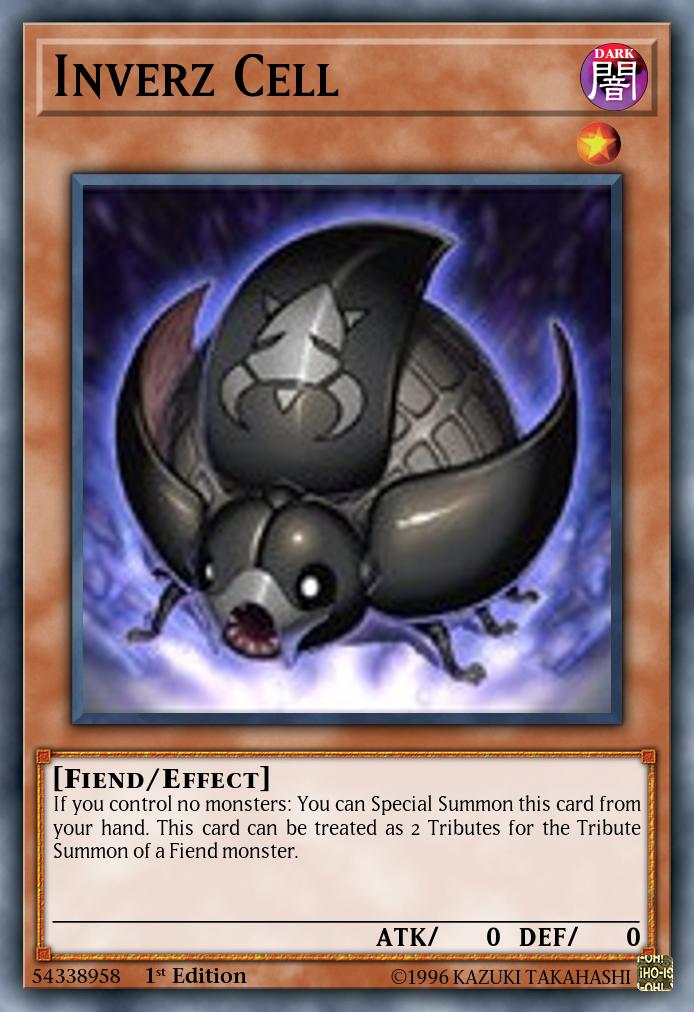 Inverz Cell
DARK
闇
[Fiend/Effect]
If you control no monsters: You can Special Summon this card from
your hand. This card can be treated as 2 Tributes for the Tribute
Summon of a Fiend monster.
ATK/ 0 DEF/ 0
54338958 1st Edition ©1996 KAZUKI TAKAHASHI